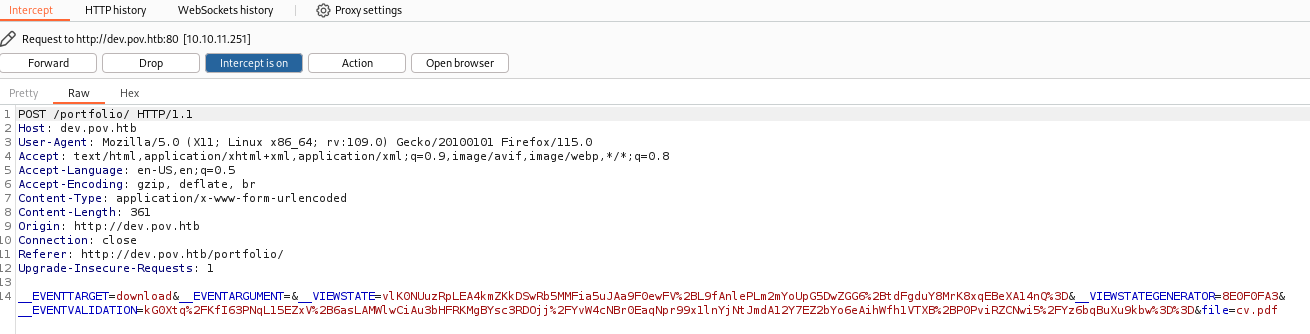 Intercept HTTP history WebSockets history Proxy settings
Request to http://dev.pov.htb:80 [10.10.11.251]
Forward Drop Intercept is on Action Open browser
Pretty Raw Hex
1 POST /portfolio/ HTTP/1.1
2 Host: dev.pov.htb
3 User-Agent: Mozilla/5.0 (X11; Linux x86_64; rv:109.0) Gecko/20100101 Firefox/115.0
4 Accept: text/html,application/xhtml+xml,application/xml;q=0.9,image/avif,image/webp,*/*;q=0.8
5 Accept-Language: en-US,en;q=0.5
6 Accept-Encoding: gzip, deflate, br
7 Content-Type: application/x-www-form-urlencoded
8 Content-Length: 361
9 Origin: http://dev.pov.htb
10 Connection: close
11 Referer: http://dev.pov.htb/portfolio/
12 Upgrade-Insecure-Requests: 1
13
14 __EVENTTARGET=download&__EVENTARGUMENT=&__VIEWSTATE=vlK0NUuzRpLEA4kmZKkDSwRb5MMFia5uJAa9F0ewFV%2BL9fAnlePLm2mYoUpG5DwZGG6%2BtdFgduY8MrK8xqEBeXA14nQ%3D&__VIEWSTATEGENERATOR=8E0F0FA3&
__EVENTVALIDATION=kG0Xtq%2FKfI63PNqL15EZxV%2B6asLAMWlwCiAu3bHFRKMgBYsc3RDOjj%2FYvW4cNBr0EaqNpr99x1lnYjNtJmdA12Y7EZ2bYo6eAihWfh1VTXB%2BPOPviRZCNwi5%2FYz6bqBuXu9kbw%3D%3D&file=cv.pdf